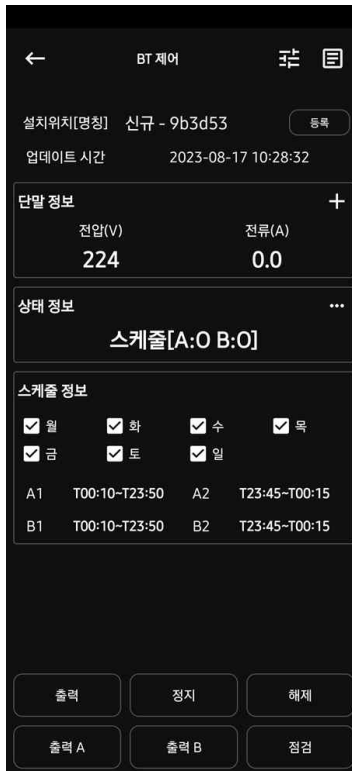 BT 제어
설치위치[명칭] 신규 - 9b3d53 등록
업데이트 시간 2023-08-17 10:28:32
단말 정보
전압(V) 전류(A)
224 0.0
상태 정보
스케줄[A:O B:O]
스케줄 정보
월 화 수 목
금 토 일
A1 T00:10~T23:50 A2 T23:45~T00:15
B1 T00:10~T23:50 B2 T23:45~T00:15
출력 정지 해제
출력 A 출력 B 점검